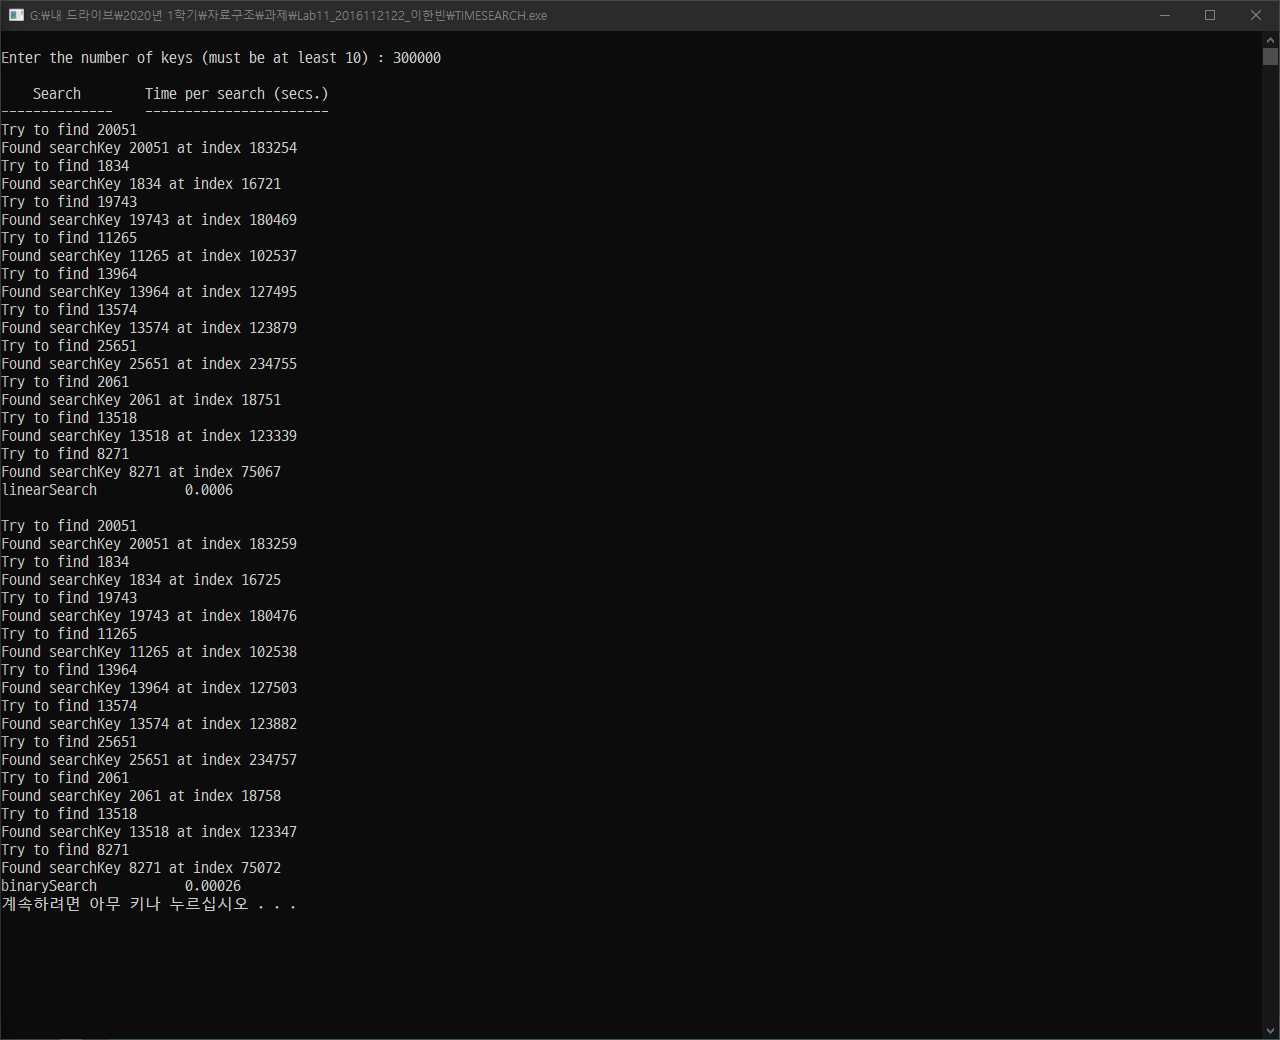 G:₩내 드라이브₩2020년 1학기₩자료구조₩과제₩Lab11_2016112122_이한빈₩TIMESEARCH.exe
Enter the number of keys (must be at least 10) : 300000
Search Time per search (secs.)
-------------- -----------------------
Try to find 20051
Found searchKey 20051 at index 183254
Try to find 1834
Found searchKey 1834 at index 16721
Try to find 19743
Found searchKey 19743 at index 180469
Try to find 11265
Found searchKey 11265 at index 102537
Try to find 13964
Found searchKey 13964 at index 127495
Try to find 13574
Found searchKey 13574 at index 123879
Try to find 25651
Found searchKey 25651 at index 234755
Try to find 2061
Found searchKey 2061 at index 18751
Try to find 13518
Found searchKey 13518 at index 123339
Try to find 8271
Found searchKey 8271 at index 75067
linearSearch 0.0006
Try to find 20051
Found searchKey 20051 at index 183259
Try to find 1834
Found searchKey 1834 at index 16725
Try to find 19743
Found searchKey 19743 at index 180476
Try to find 11265
Found searchKey 11265 at index 102538
Try to find 13964
Found searchKey 13964 at index 127503
Try to find 13574
Found searchKey 13574 at index 123882
Try to find 25651
Found searchKey 25651 at index 234757
Try to find 2061
Found searchKey 2061 at index 18758
Try to find 13518
Found searchKey 13518 at index 123347
Try to find 8271
Found searchKey 8271 at index 75072
binarySearch 0.00026
계속하려면 아무 키나 누르십시오 . . .